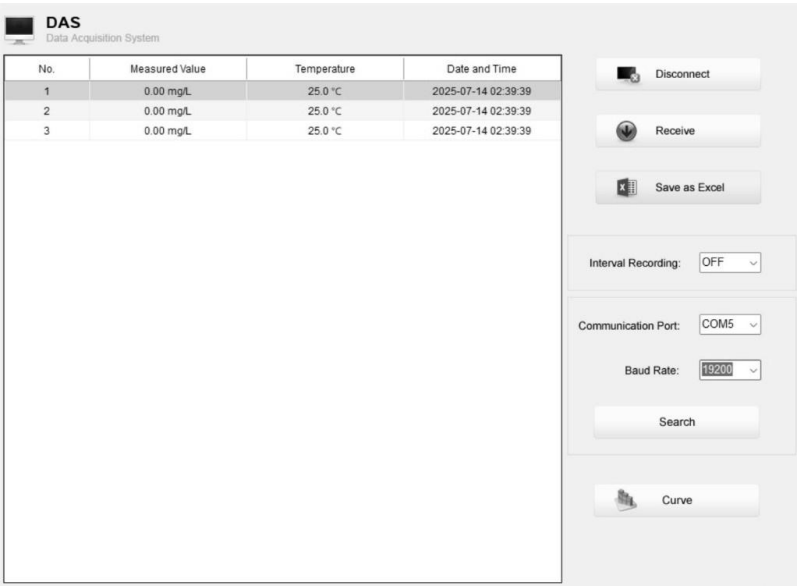 DAS
Data Acquisition System
No. Measured Value Temperature Date and Time
1 0.00 mg/L 25.0 °C 2025-07-14 02:39:39
2 0.00 mg/L 25.0 °C 2025-07-14 02:39:39
3 0.00 mg/L 25.0 °C 2025-07-14 02:39:39
Disconnect
Receive
Save as Excel
Interval Recording: OFF
Communication Port: COM5
Baud Rate: 19200
Search
Curve